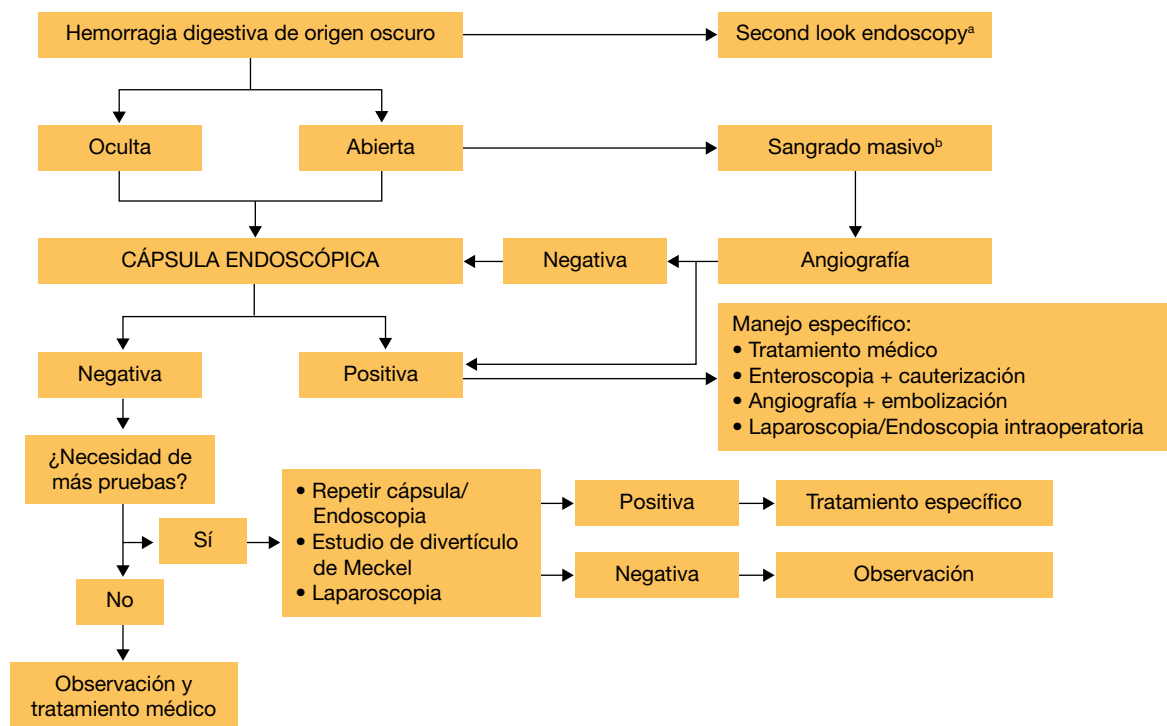 Hemorragia digestiva de origen oscuro
Second look endoscopyª
Oculta
Abierta
Sangrado masivoᵇ
CÁPSULA ENDOSCÓPICA
Negativa
Angiografía
Negativa
Positiva
Manejo específico:
• Tratamiento médico
• Enteroscopia + cauterización
• Angiografía + embolización
• Laparoscopia/Endoscopia intraoperatoria
¿Necesidad de
más pruebas?
Sí
• Repetir cápsula/
Endoscopia
• Estudio de divertículo
de Meckel
• Laparoscopia
Positiva
Tratamiento específico
Negativa
Observación
No
Observación y
tratamiento médico